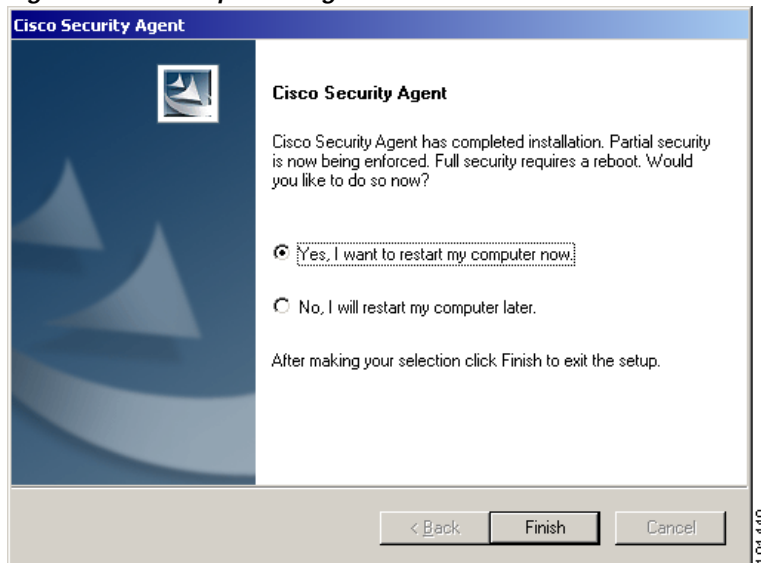 Cisco Security Agent
Cisco Security Agent
Cisco Security Agent has completed installation. Partial security
is now being enforced. Full security requires a reboot. Would
you like to do so now?
Yes, I want to restart my computer now.
No, I will restart my computer later.
After making your selection click Finish to exit the setup.
< Back
Finish
Cancel